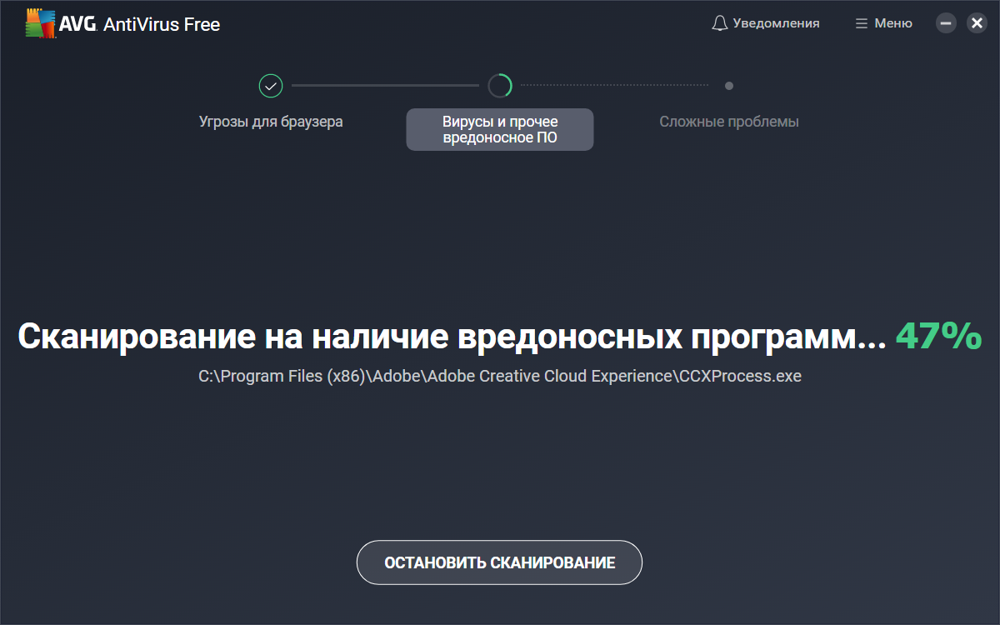 AVG AntiVirus Free
Уведомления
Меню
Угрозы для браузера
Вирусы и прочее
вредоносное ПО
Сложные проблемы
Сканирование на наличие вредоносных программ... 47%
C:\Program Files (x86)\Adobe\Adobe Creative Cloud Experience\CCXProcess.exe
ОСТАНОВИТЬ СКАНИРОВАНИЕ